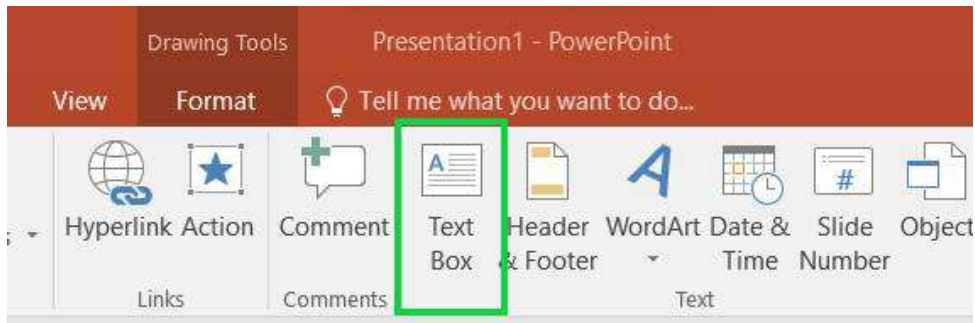 Drawing Tools Presentation1 - PowerPoint
View Format Tell me what you want to do...
A A #
Hyperlink Action Comment Text Header WordArt Date & Slide Object
Box & Footer Time Number
Links Comments Text